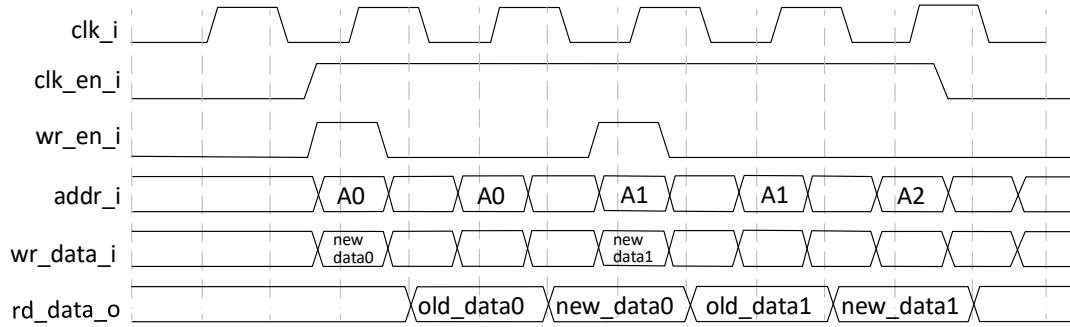 clk_i
clk_en_i
wr_en_i
addr_i A0 A0 A1 A1 A2
wr_data_i new data0 new data1
rd_data_o old_data0 new_data0 old_data1 new_data1